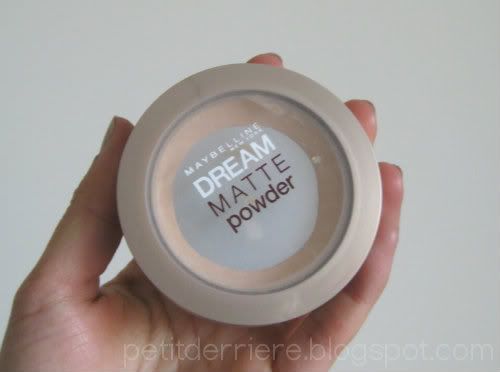 MAYBELLINE
NEW YORK
DREAM
MATTE
powder
petitderriere.blogspot.com